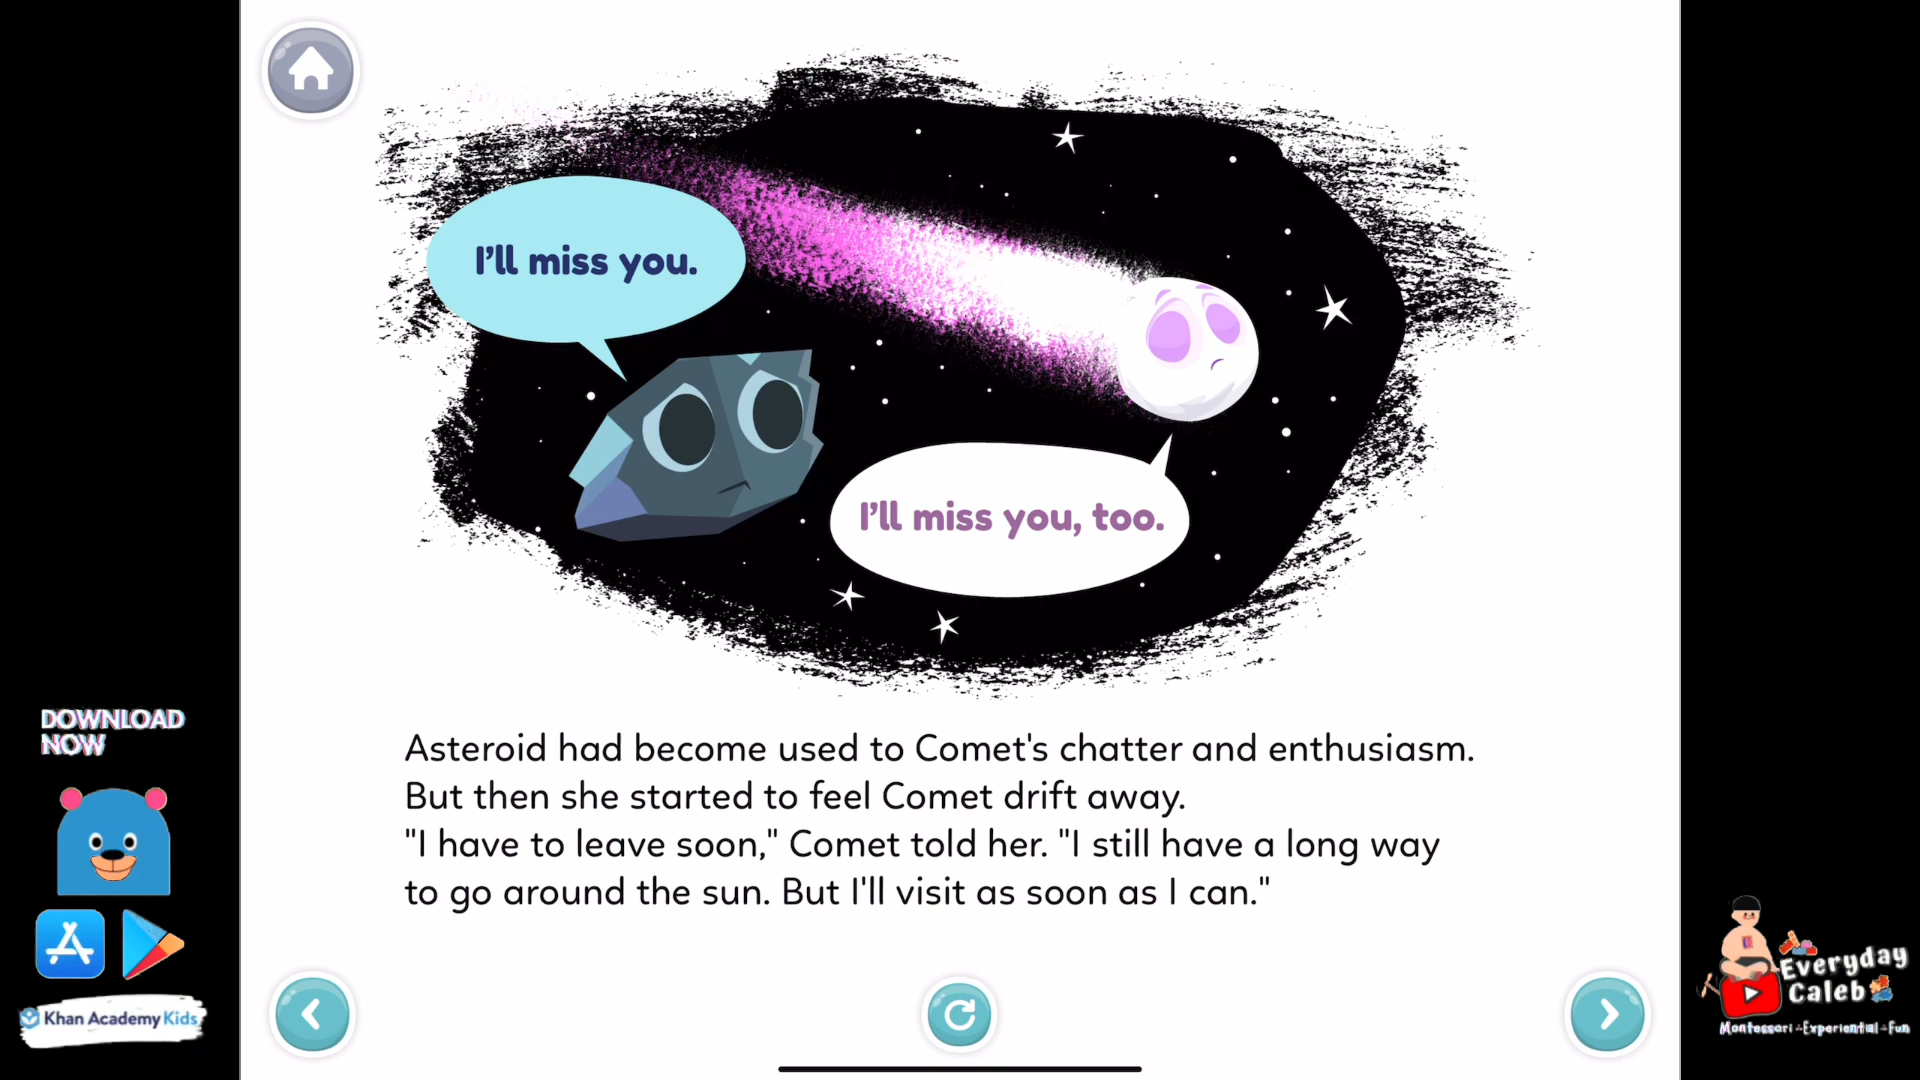 I'll miss you.
I'll miss you, too.
Asteroid had become used to Comet's chatter and enthusiasm.
But then she started to feel Comet drift away.
"I have to leave soon," Comet told her. "I still have a long way
to go around the sun. But I'll visit as soon as I can."
DOWNLOAD
NOW
Khan Academy Kids
Everyday
Caleb
Montessori - Experiential - Fun